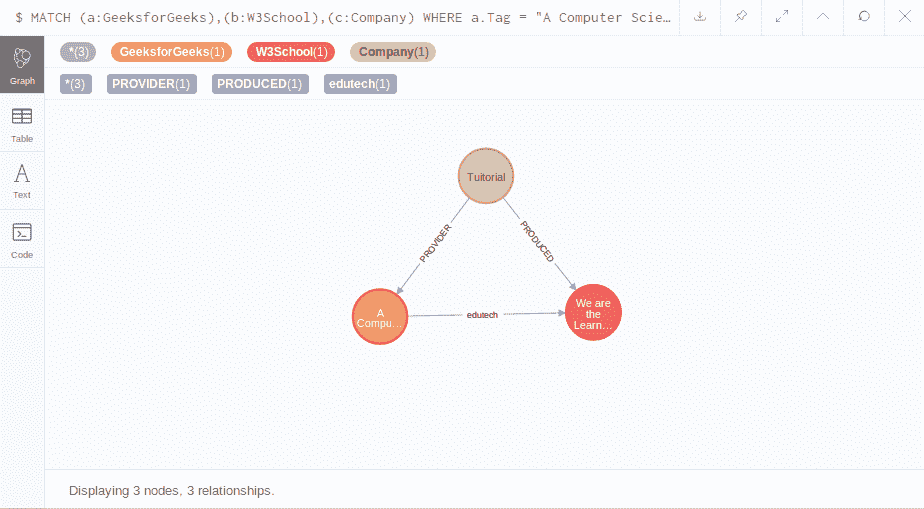 $ MATCH (a:GeeksforGeeks),(b:W3School),(c:Company) WHERE a.Tag = "A Computer Scie…
*(3) GeeksforGeeks(1) W3School(1) Company(1)
*(3) PROVIDER(1) PRODUCED(1) edutech(1)
Graph
Table
Text
Code
Tuitorial
PROVIDER
PRODUCED
A
Compu…
edutech
We are
the
Learn…
Displaying 3 nodes, 3 relationships.